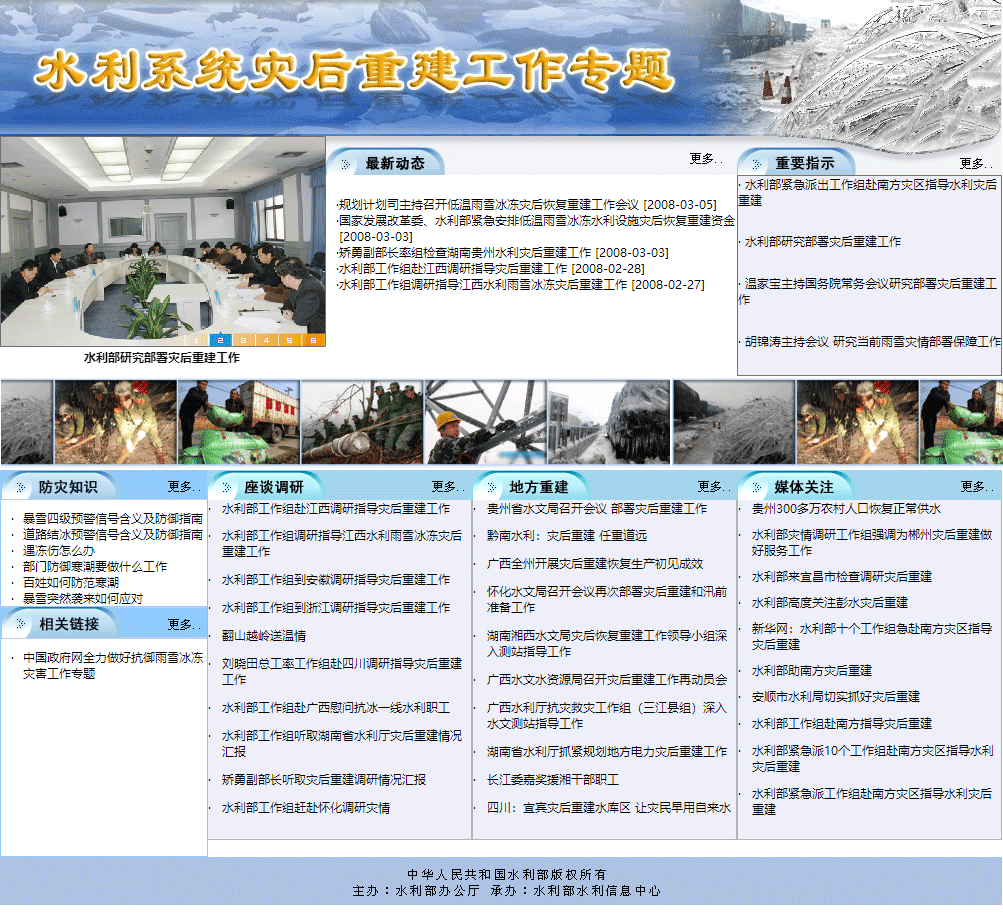 水利系统灾后重建工作专题
最新动态
更多..
·规划计划司主持召开低温雨雪冰冻灾后恢复重建工作会议 [2008-03-05]
·国家发展改革委、水利部紧急安排低温雨雪冰冻水利设施灾后恢复重建资金
[2008-03-03]
·矫勇副部长率组检查湖南贵州水利灾后重建工作 [2008-03-03]
·水利部工作组赴江西调研指导灾后重建工作 [2008-02-28]
·水利部工作组调研指导江西水利雨雪冰冻灾后重建工作 [2008-02-27]
重要指示
更多..
· 水利部紧急派出工作组赴南方灾区指导水利灾后
重建
· 水利部研究部署灾后重建工作
· 温家宝主持国务院常务会议研究部署灾后重建工
作
· 胡锦涛主持会议 研究当前雨雪灾情部署保障工作
1 2 3 4 5 6
水利部研究部署灾后重建工作
防灾知识
更多..
· 暴雪四级预警信号含义及防御指南
· 道路结冰预警信号含义及防御指南
· 遇冻伤怎么办
· 部门防御寒潮要做什么工作
· 百姓如何防范寒潮
· 暴雪突然袭来如何应对
相关链接
更多..
· 中国政府网全力做好抗御雨雪冰冻
灾害工作专题
座谈调研
更多..
· 水利部工作组赴江西调研指导灾后重建工作
· 水利部工作组调研指导江西水利雨雪冰冻灾后
重建工作
· 水利部工作组到安徽调研指导灾后重建工作
· 水利部工作组到浙江调研指导灾后重建工作
· 翻山越岭送温情
· 刘晓田总工率工作组赴四川调研指导灾后重建
工作
· 水利部工作组赴广西慰问抗冰一线水利职工
· 水利部工作组听取湖南省水利厅灾后重建情况
汇报
· 矫勇副部长听取灾后重建调研情况汇报
· 水利部工作组赶赴怀化调研灾情
地方重建
更多..
· 贵州省水文局召开会议 部署灾后重建工作
· 黔南水利：灾后重建 任重道远
· 广西全州开展灾后重建恢复生产初见成效
· 怀化水文局召开会议再次部署灾后重建和汛前
准备工作
· 湖南湘西水文局灾后恢复重建工作领导小组深
入测站指导工作
· 广西水文水资源局召开灾后重建工作再动员会
· 广西水利厅抗灾救灾工作组（三江县组）深入
水文测站指导工作
· 湖南省水利厅抓紧规划地方电力灾后重建工作
· 长江委嘉奖援湘干部职工
· 四川：宜宾灾后重建水库区 让灾民早用自来水
媒体关注
更多..
· 贵州300多万农村人口恢复正常供水
· 水利部灾情调研工作组强调为郴州灾后重建做
好服务工作
· 水利部来宜昌市检查调研灾后重建
· 水利部高度关注彭水灾后重建
· 新华网：水利部十个工作组急赴南方灾区指导
灾后重建
· 水利部助南方灾后重建
· 安顺市水利局切实抓好灾后重建
· 水利部工作组赴南方指导灾后重建
· 水利部紧急派10个工作组赴南方灾区指导水利
灾后重建
· 水利部紧急派工作组赴南方灾区指导水利灾后
重建
中华人民共和国水利部版权所有
主办：水利部办公厅 承办：水利部水利信息中心